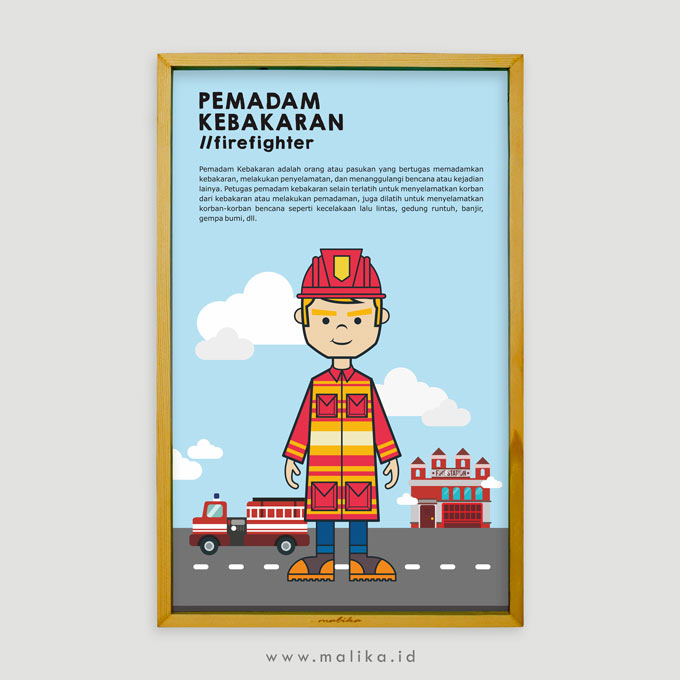 PEMADAM
KEBAKARAN
//firefighter
Pemadam Kebakaran adalah orang atau pasukan yang bertugas memadamkan
kebakaran, melakukan penyelamatan, dan menanggulangi bencana atau kejadian
lainya. Petugas pemadam kebakaran selain terlatih untuk menyelamatkan korban
dari kebakaran atau melakukan pemadaman, juga dilatih untuk menyelamatkan
korban-korban bencana seperti kecelakaan lalu lintas, gedung runtuh, banjir,
gempa bumi, dll.
FIRE STATION
malika
www.malika.id